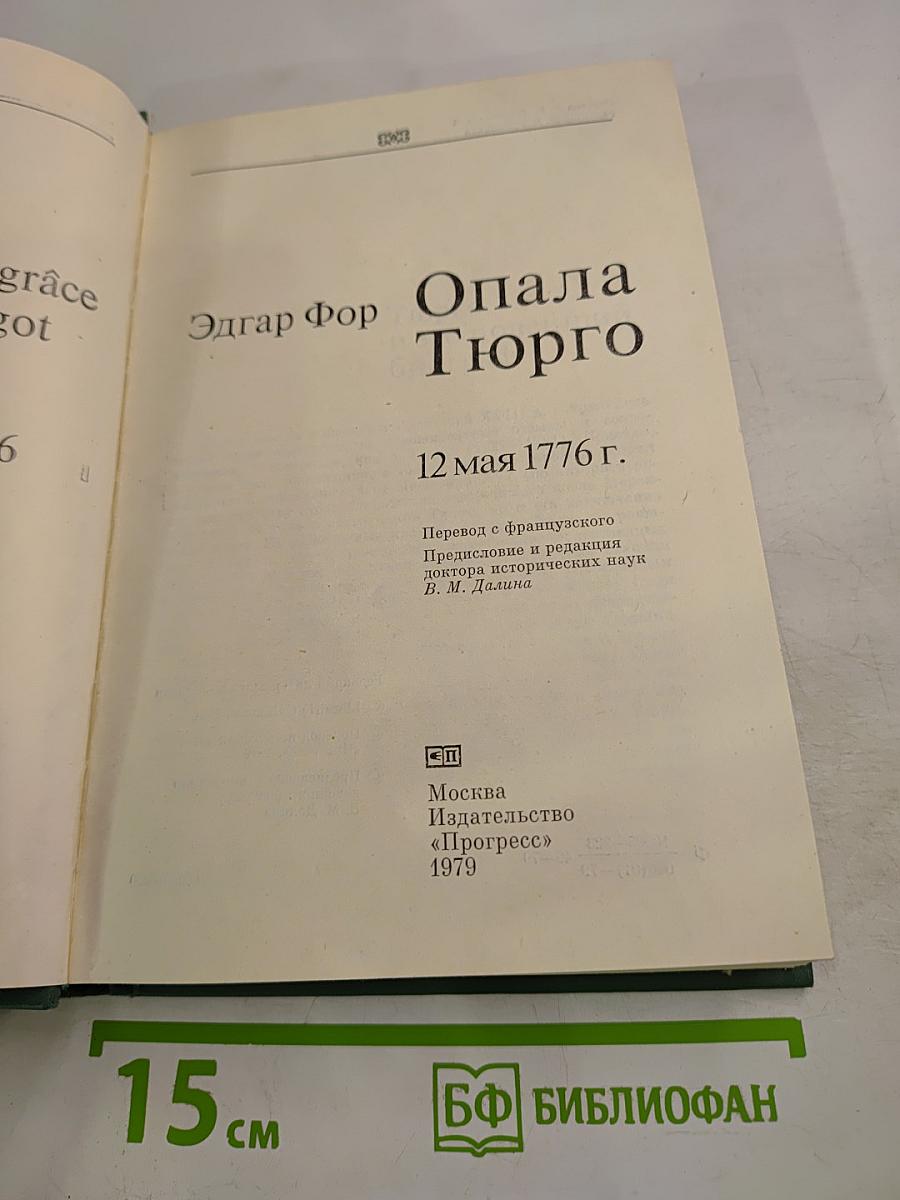 grâce
got
6
Эдгар Фор
Опала
Тюрго
12 мая 1776 г.
Перевод с французского
Предисловие и редакция
доктора исторических наук
В. М. Далина
П
Москва
Издательство
«Прогресс»
1979
15 см
БФ БИБЛИОФАН